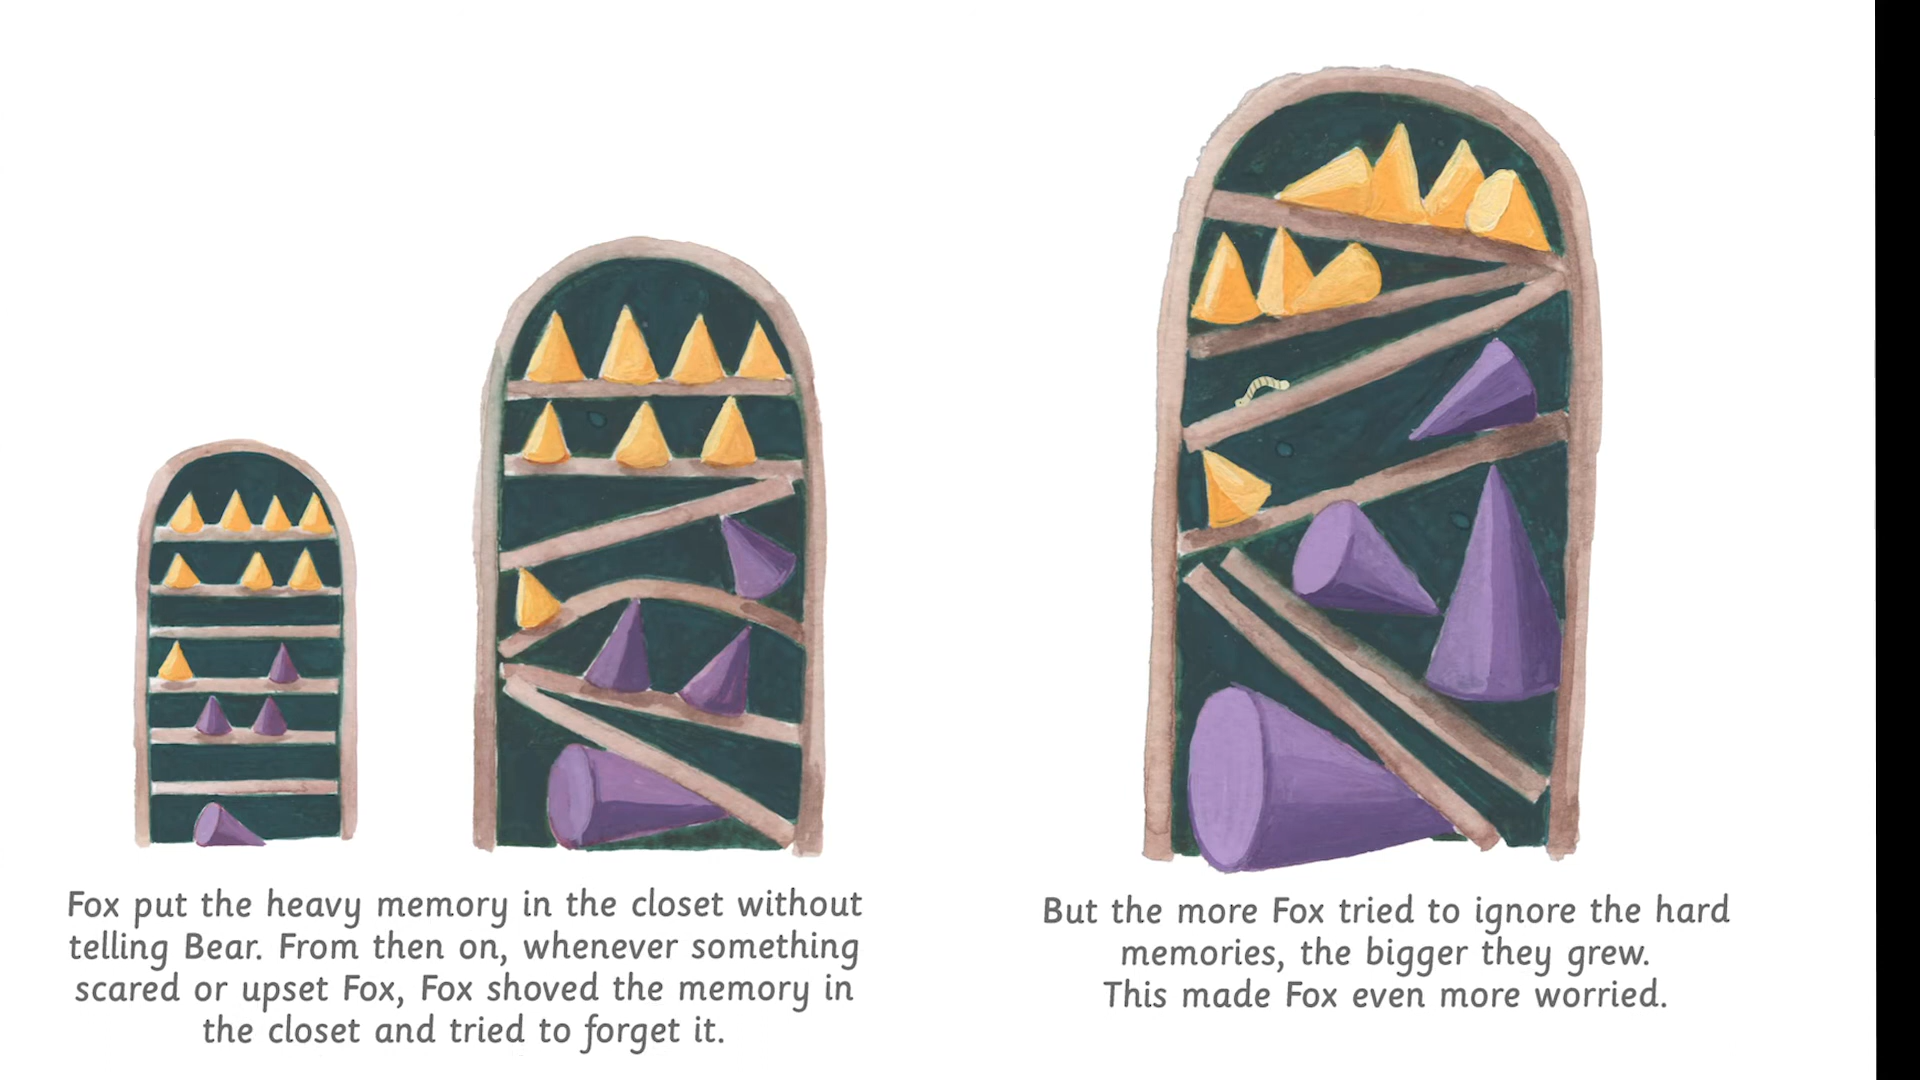 Fox put the heavy memory in the closet without
telling Bear. From then on, whenever something
scared or upset Fox, Fox shoved the memory in
the closet and tried to forget it.
But the more Fox tried to ignore the hard
memories, the bigger they grew.
This made Fox even more worried.